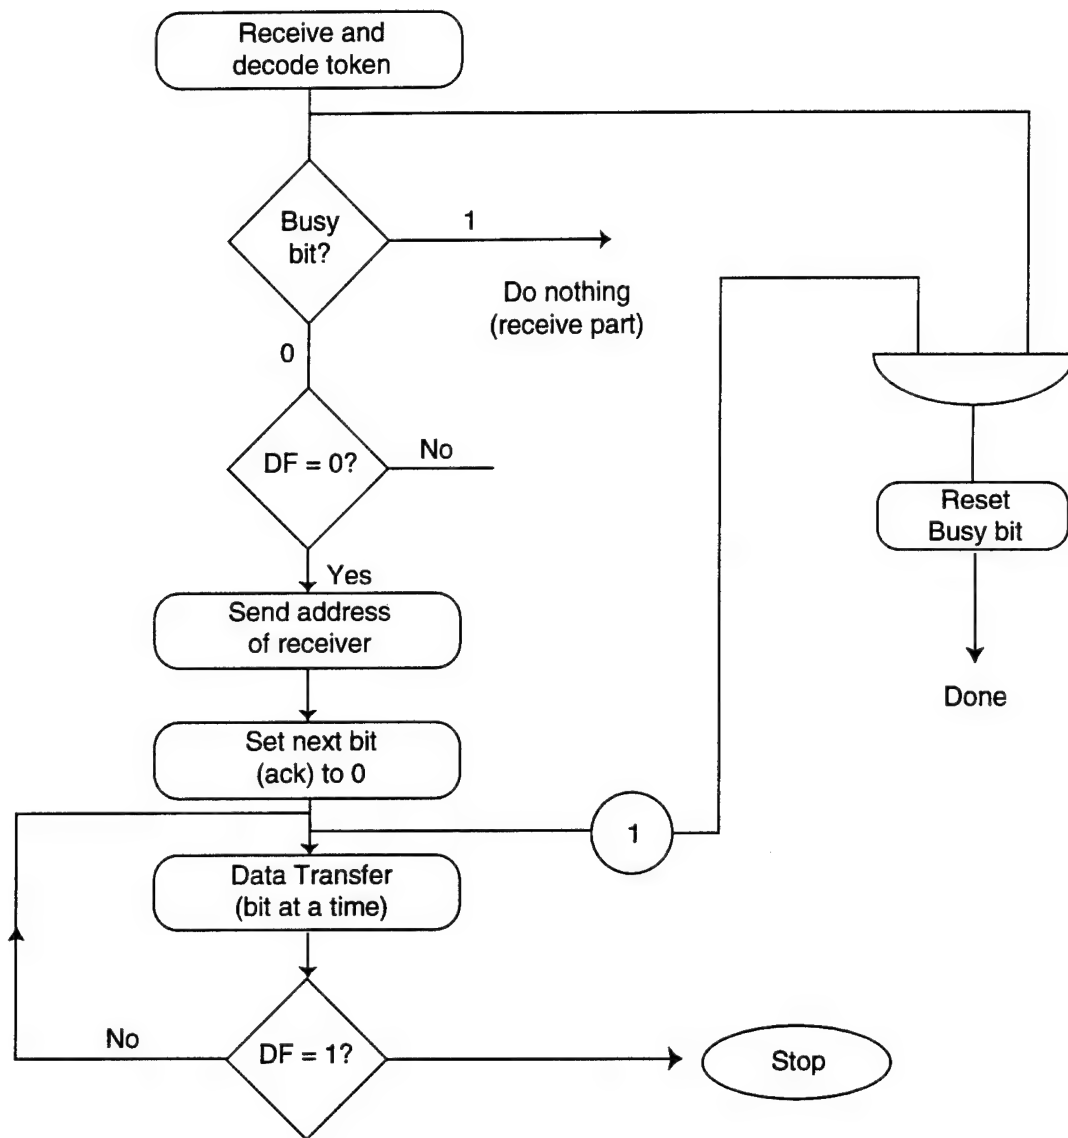 Receive and
decode token
Busy
bit?
1
Do nothing
(receive part)
0
DF = 0?
No
Reset
Busy bit
Yes
Send address
of receiver
Done
Set next bit
(ack) to 0
1
Data Transfer
(bit at a time)
No
DF = 1?
Stop